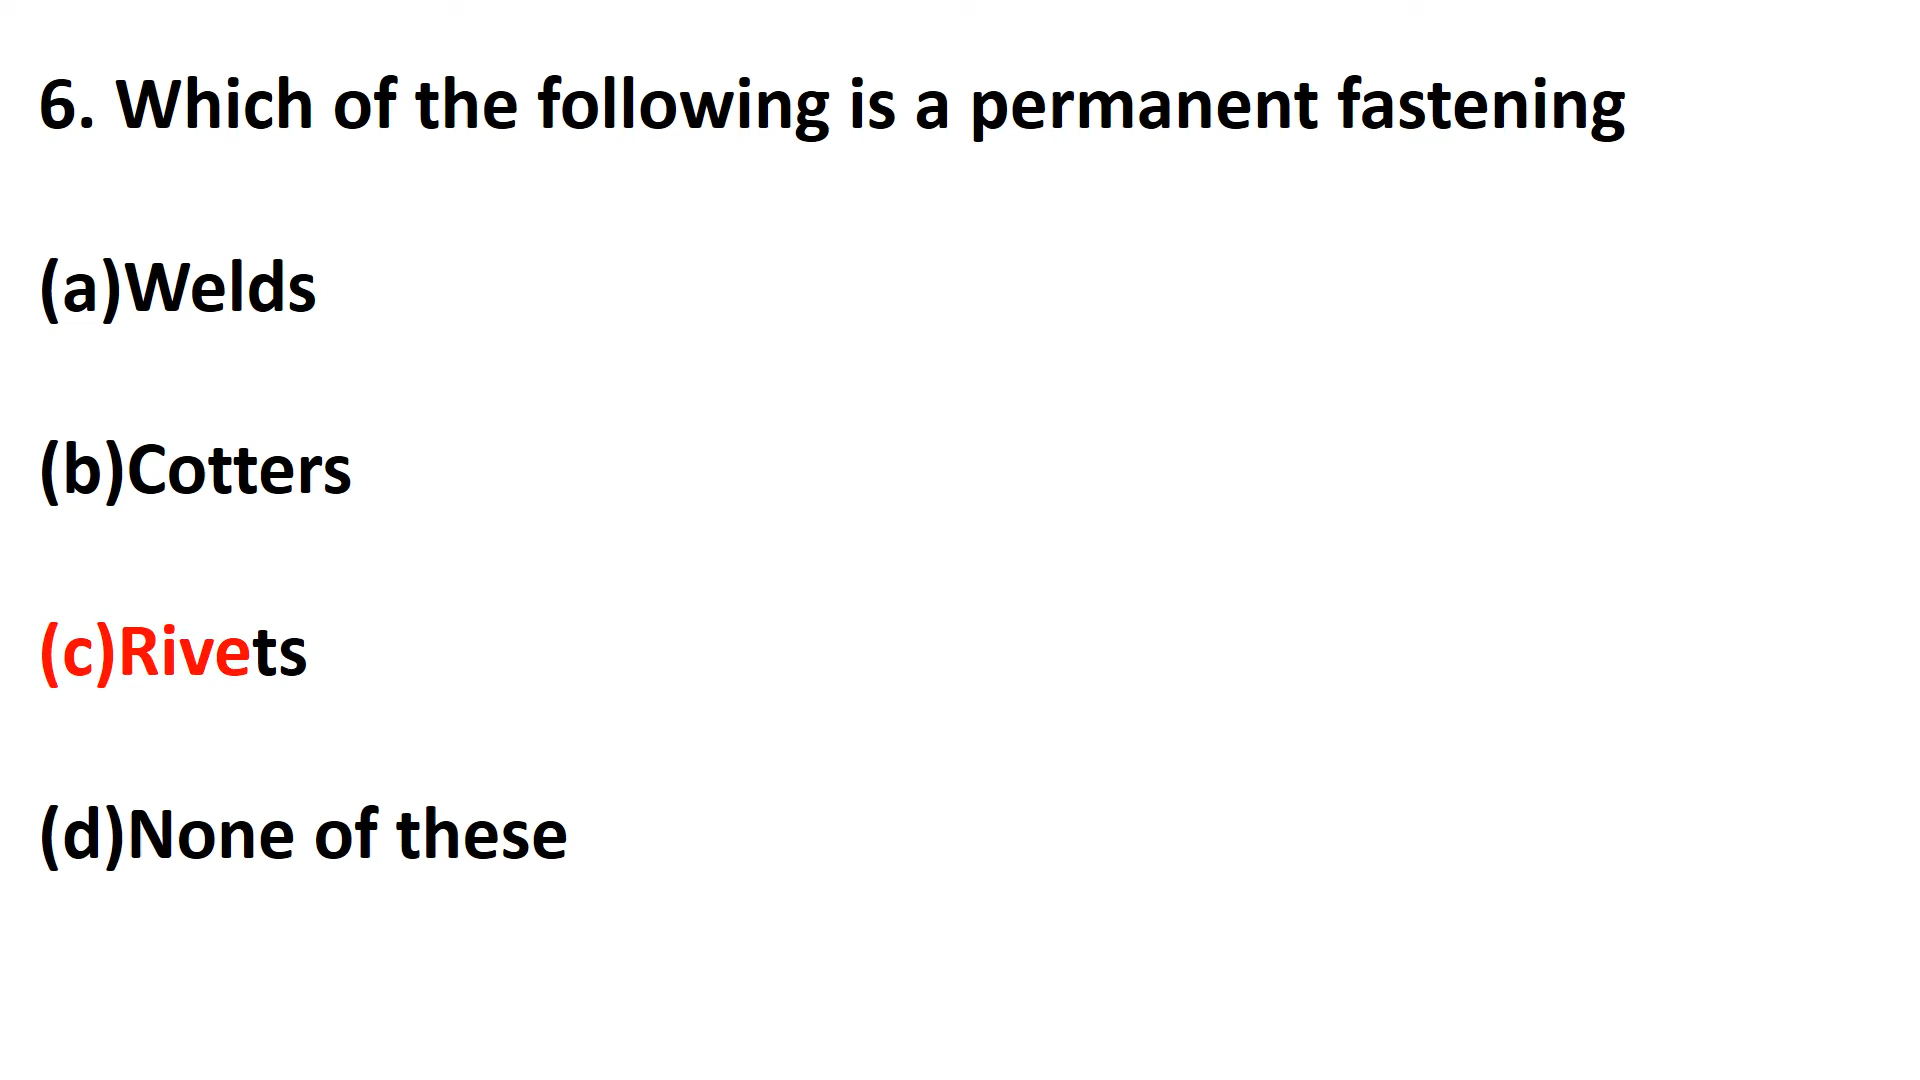 6. Which of the following is a permanent fastening
(a)Welds
(b)Cotters
(c)Rivets
(d)None of these